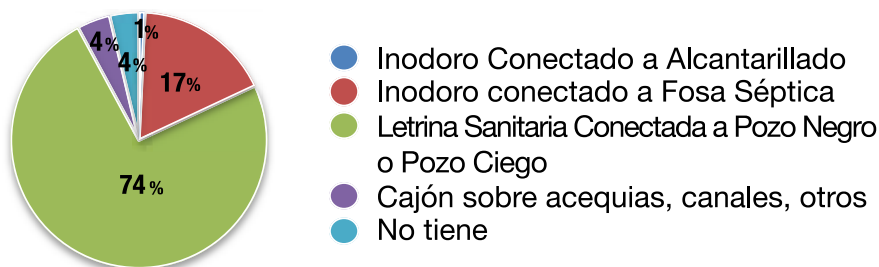 1%
4%
4%
17%
74%
Inodoro Conectado a Alcantarillado
Inodoro conectado a Fosa Séptica
Letrina Sanitaria Conectada a Pozo Negro
o Pozo Ciego
Cajón sobre acequias, canales, otros
No tiene